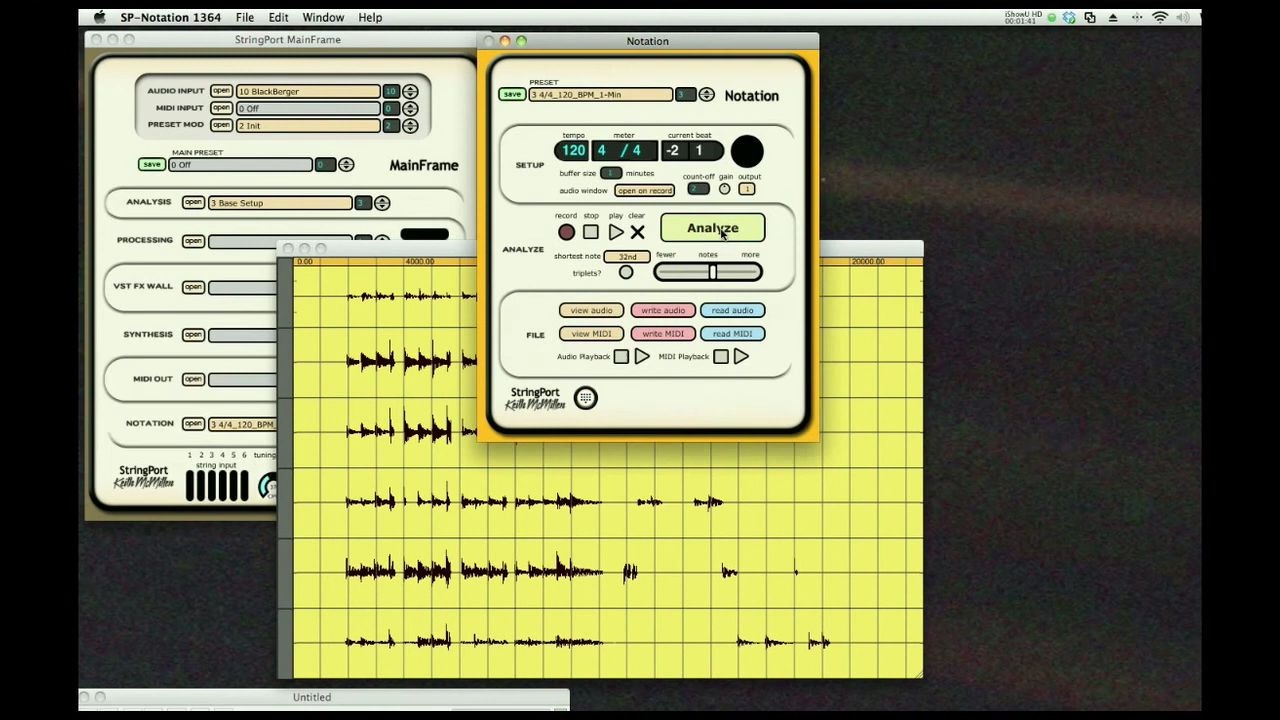 SP-Notation 1364 File Edit Window Help
iShowU HD
00:01:41
StringPort MainFrame
AUDIO INPUT open 10 BlackBerger 10
MIDI INPUT open 0 Off 0
PRESET MOD open 2 Init 2
MAIN PRESET
save 0 Off 0
MainFrame
ANALYSIS open 3 Base Setup 3
PROCESSING open
VST FX WALL open
SYNTHESIS open
MIDI OUT open
NOTATION open 3 4/4_120_BPM_
1 2 3 4 5 6 tuning
string input
StringPort
Keith McMillen
Notation
PRESET
save 3 4/4_120_BPM_1-Min 3
Notation
tempo meter current beat
SETUP 120 4 / 4 -2 1
buffer size 1 minutes
count-off gain output
audio window open on record 2 1
record stop play clear
Analyze
ANALYZE
shortest note 32nd fewer notes more
triplets?
view audio write audio read audio
FILE view MIDI write MIDI read MIDI
Audio Playback MIDI Playback
StringPort
Keith McMillen
0.00 4000.00 20000.00
Untitled